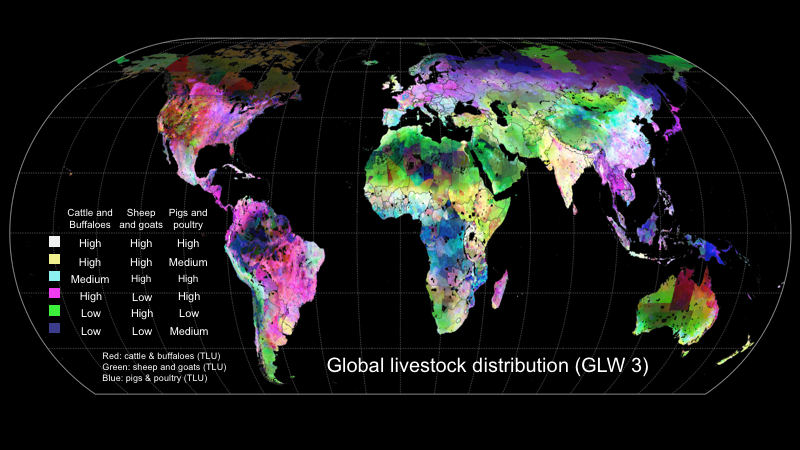 Cattle and Sheep Pigs and
Buffaloes and goats poultry
High High High
High High Medium
Medium High High
High Low High
Low High Low
Low Low Medium
Red: cattle & buffaloes (TLU)
Green: sheep and goats (TLU)
Blue: pigs & poultry (TLU)
Global livestock distribution (GLW 3)